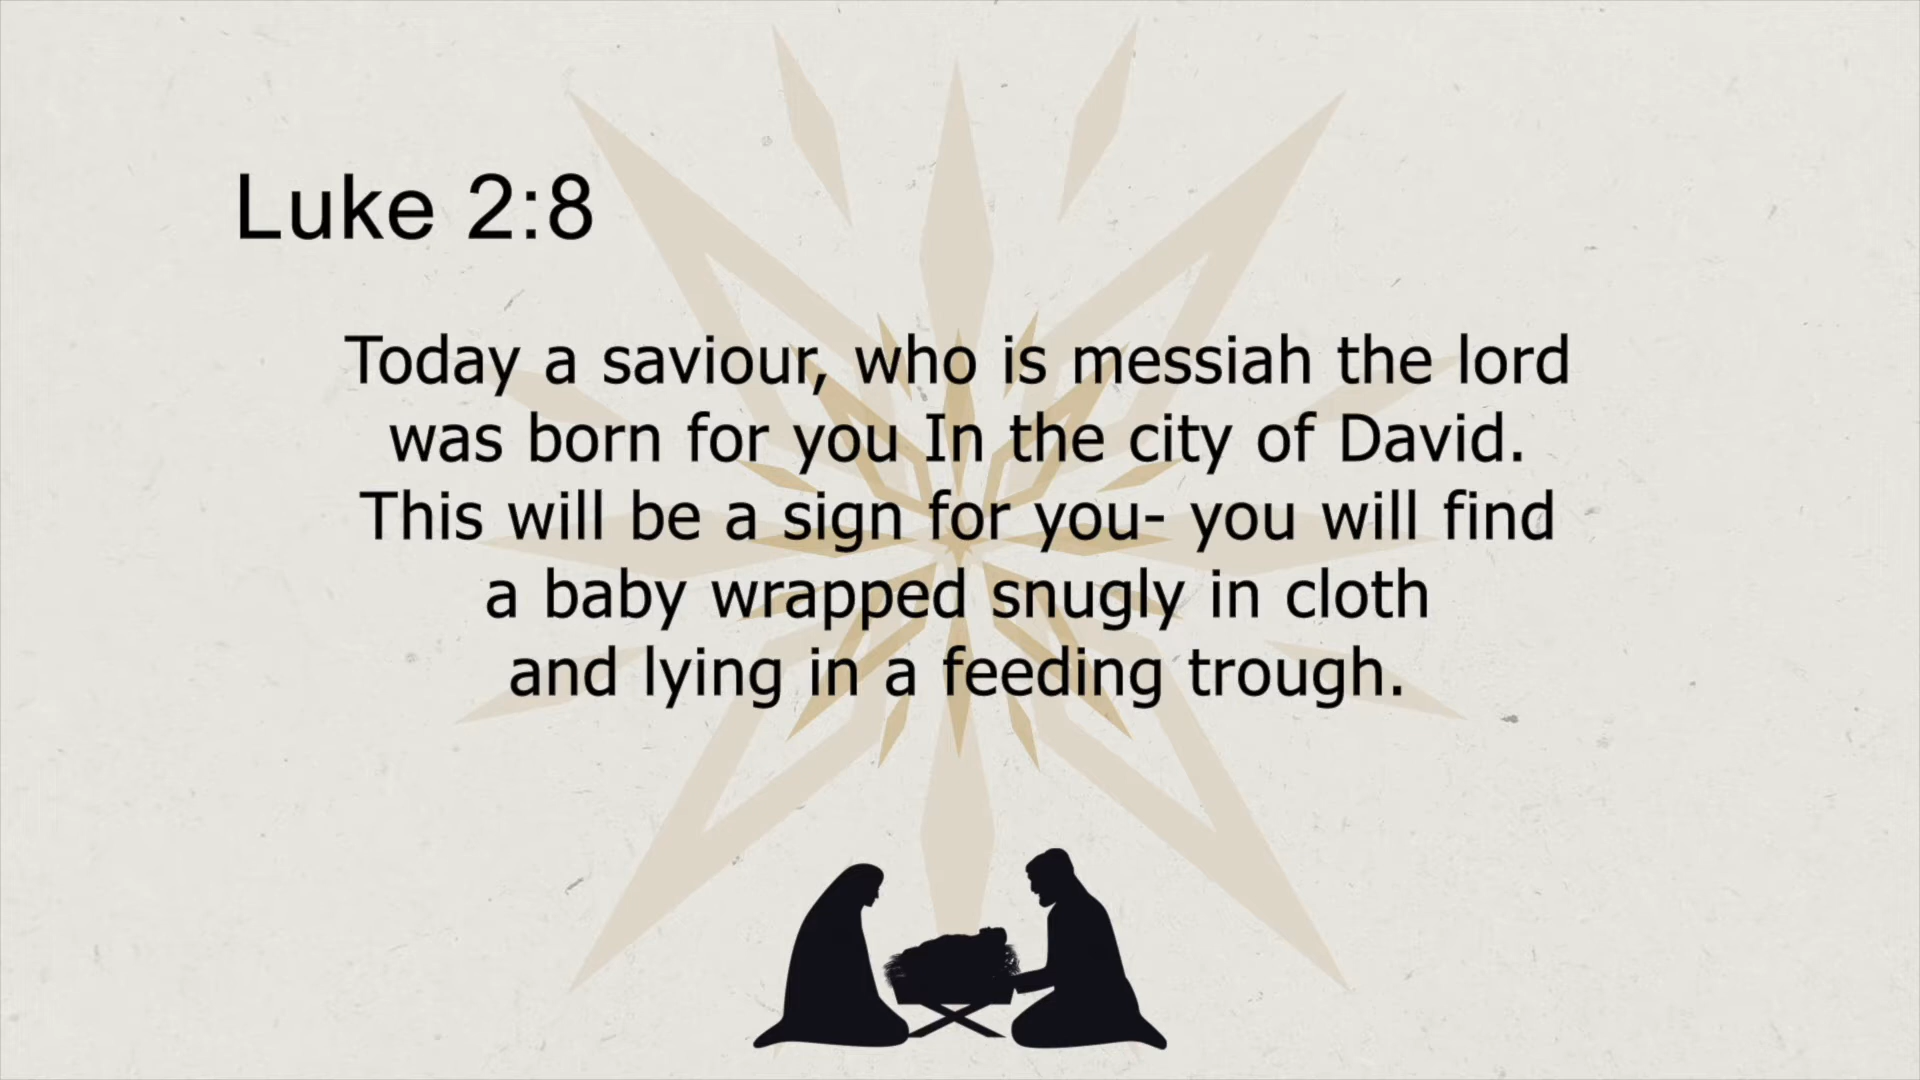 Luke 2:8
Today a saviour, who is messiah the lord
was born for you In the city of David.
This will be a sign for you- you will find
a baby wrapped snugly in cloth
and lying in a feeding trough.